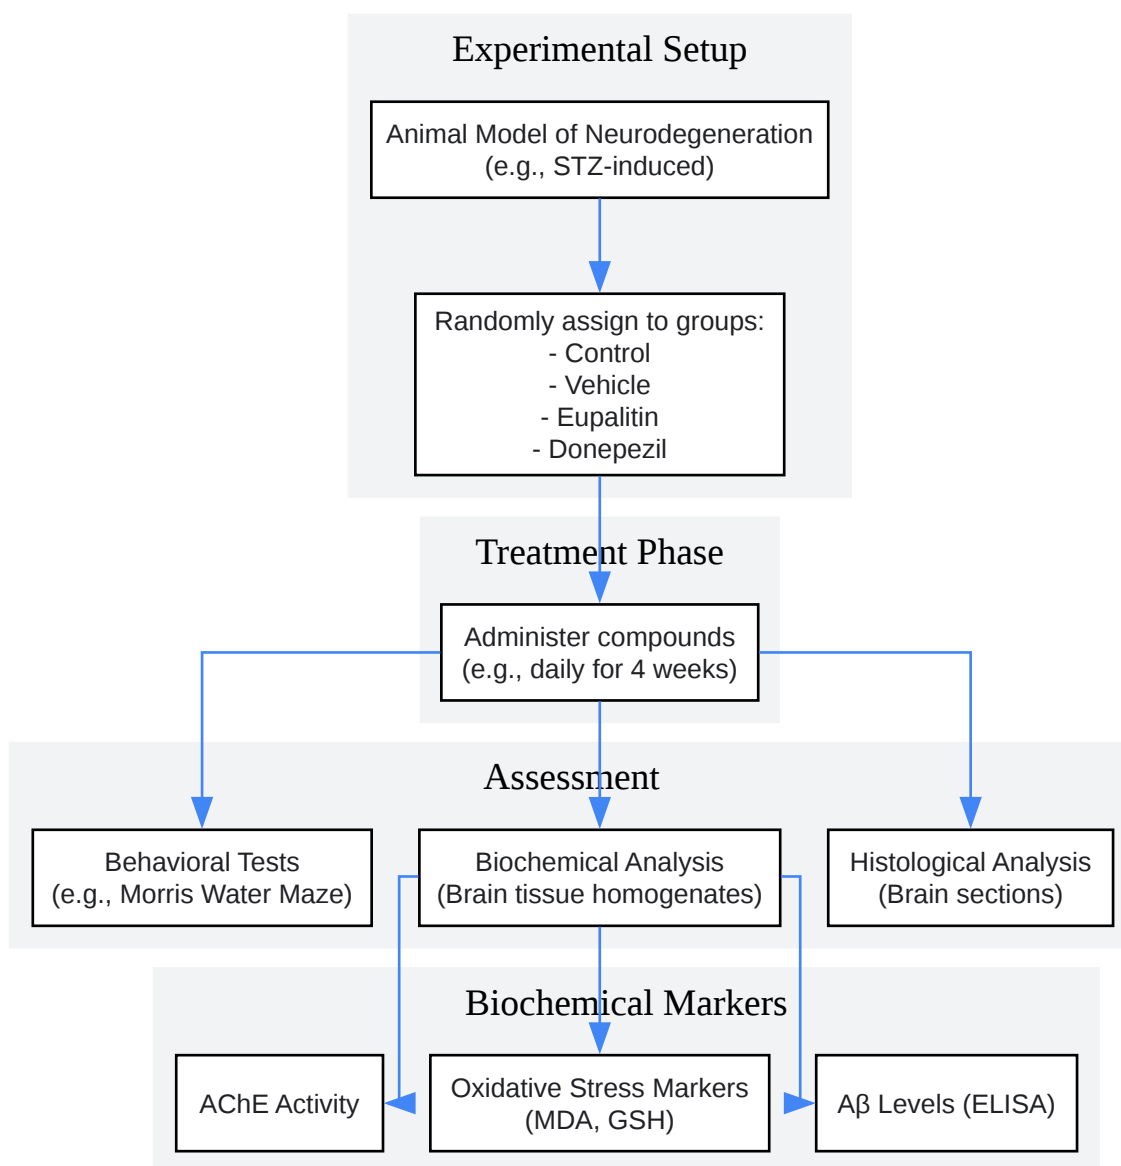 Experimental Setup
Animal Model of Neurodegeneration
(e.g., STZ-induced)
Randomly assign to groups:
- Control
- Vehicle
- Eupalitin
- Donepezil
Treatment Phase
Administer compounds
(e.g., daily for 4 weeks)
Assessment
Behavioral Tests
(e.g., Morris Water Maze)
Biochemical Analysis
(Brain tissue homogenates)
Histological Analysis
(Brain sections)
Biochemical Markers
AChE Activity
Oxidative Stress Markers
(MDA, GSH)
Aβ Levels (ELISA)